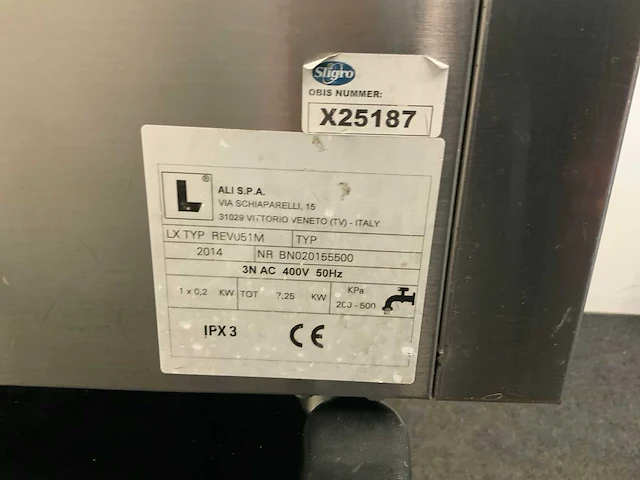 Sligro
OBIS NUMMER:
X25187
L ®
ALI S.P.A.
VIA SCHIAPARELLI, 15
31029 VITTORIO VENETO (TV) - ITALY
LX TYP REVU51M TYP
2014 NR BN020155500
3N AC 400V 50Hz
1 x 0,2 KW TOT 7,25 KW KPa
200 - 500
IPX3 CE